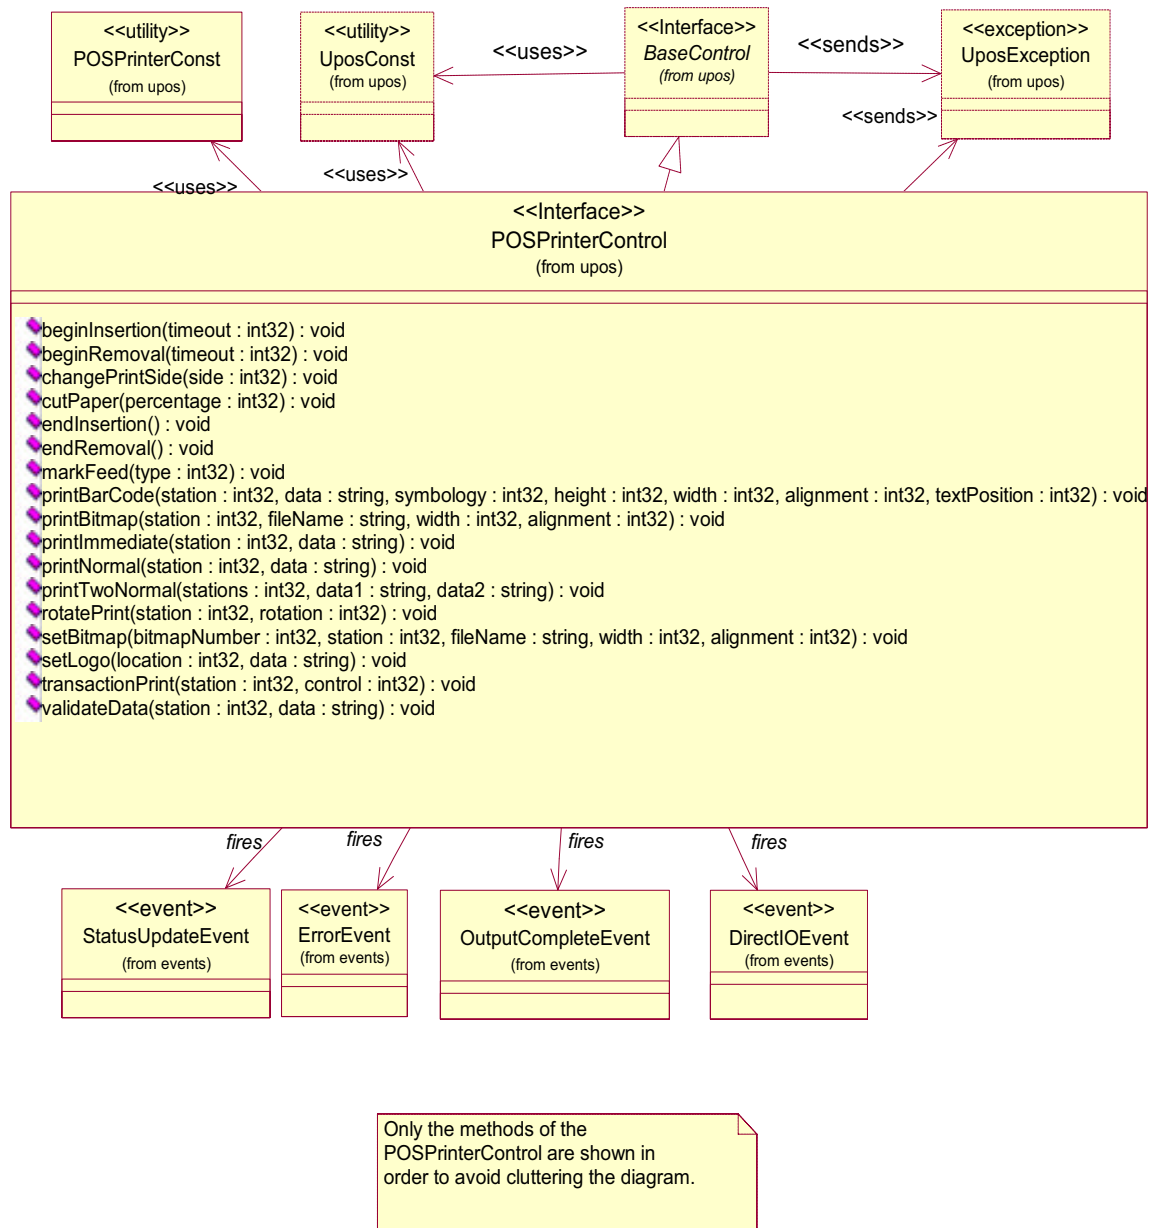 <<utility>>
POSPrinterConst
(from upos)
<<utility>>
UposConst
(from upos)
<<uses>>
<<Interface>>
BaseControl
(from upos)
<<sends>>
<<exception>>
UposException
(from upos)
<<sends>>
<<uses>>
<<uses>>
<<Interface>>
POSPrinterControl
(from upos)
beginInsertion(timeout : int32) : void
beginRemoval(timeout : int32) : void
changePrintSide(side : int32) : void
cutPaper(percentage : int32) : void
endInsertion() : void
endRemoval() : void
markFeed(type : int32) : void
printBarCode(station : int32, data : string, symbology : int32, height : int32, width : int32, alignment : int32, textPosition : int32) : void
printBitmap(station : int32, fileName : string, width : int32, alignment : int32) : void
printImmediate(station : int32, data : string) : void
printNormal(station : int32, data : string) : void
printTwoNormal(stations : int32, data1 : string, data2 : string) : void
rotatePrint(station : int32, rotation : int32) : void
setBitmap(bitmapNumber : int32, station : int32, fileName : string, width : int32, alignment : int32) : void
setLogo(location : int32, data : string) : void
transactionPrint(station : int32, control : int32) : void
validateData(station : int32, data : string) : void
fires
fires
fires
fires
<<event>>
StatusUpdateEvent
(from events)
<<event>>
ErrorEvent
(from events)
<<event>>
OutputCompleteEvent
(from events)
<<event>>
DirectIOEvent
(from events)
Only the methods of the
POSPrinterControl are shown in
order to avoid cluttering the diagram.